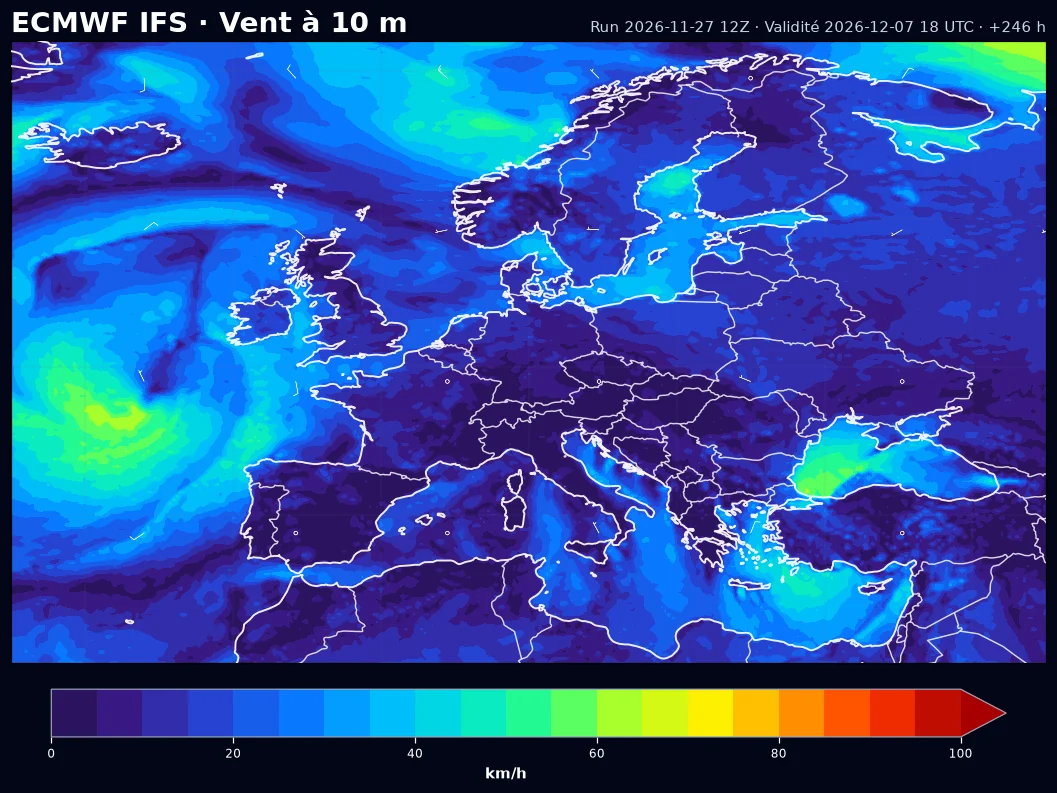 ECMWF IFS · Vent à 10 m
Run 2026-11-27 12Z · Validité 2026-12-07 18 UTC · +246 h
0 20 40 60 80 100
km/h